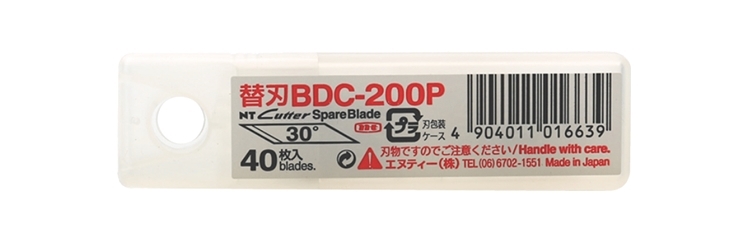 替刃BDC-200P
NT Cutter Spare Blade
30°
プラ
刃包装
ケース
40枚入
blades.
4 904011 016639
刃物ですのでご注意ください/Handle with care.
エヌティー(株) TEL(06)6702-1551 Made in Japan